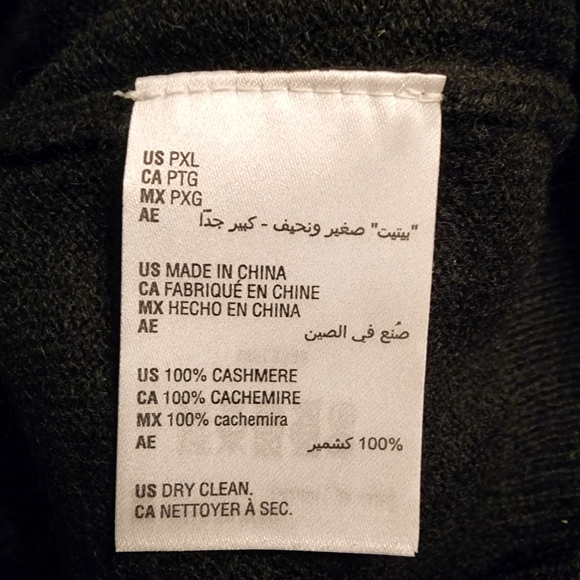 US PXL
CA PTG
MX PXG
AE "بيتيت" صغير ونحيف - كبير جدًا
US MADE IN CHINA
CA FABRIQUÉ EN CHINE
MX HECHO EN CHINA
AE صُنع في الصين
US 100% CASHMERE
CA 100% CACHEMIRE
MX 100% cachemira
AE 100% كشمير
US DRY CLEAN.
CA NETTOYER À SEC.